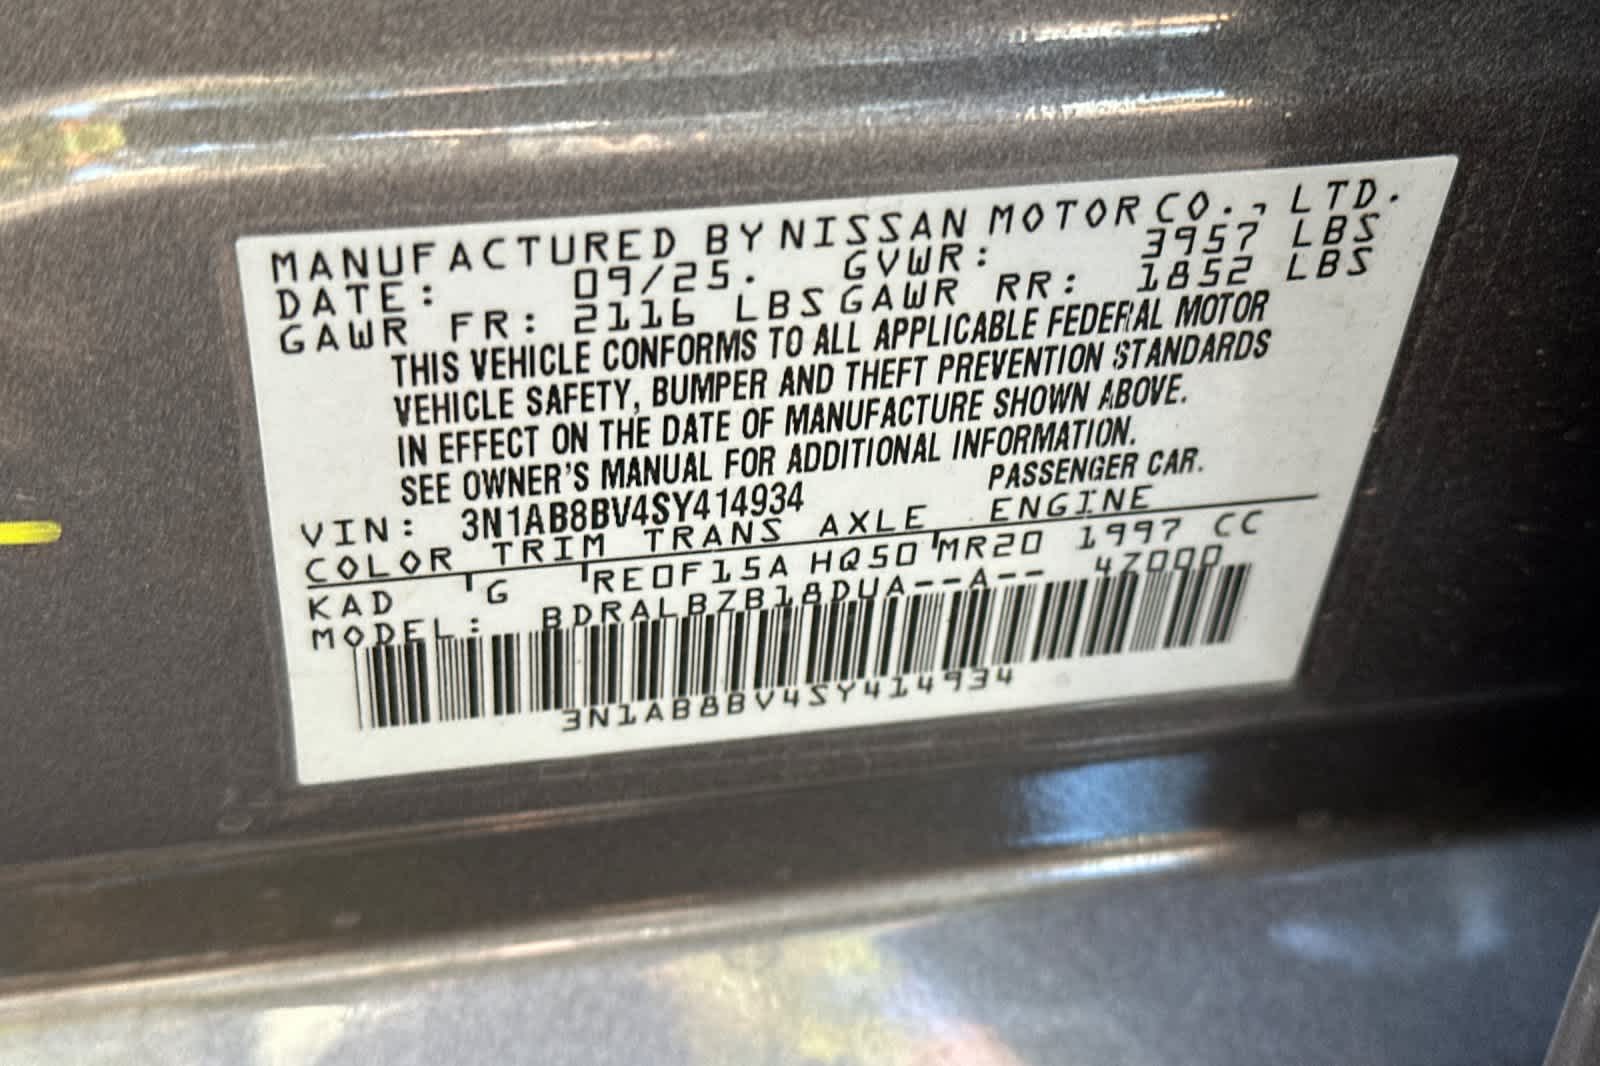 MANUFACTURED BY NISSAN MOTOR CO., LTD.
DATE: 09/25. GVWR: 3957 LBS
GAWR FR: 2116 LBS GAWR RR: 1852 LBS
THIS VEHICLE CONFORMS TO ALL APPLICABLE FEDERAL MOTOR
VEHICLE SAFETY, BUMPER AND THEFT PREVENTION STANDARDS
IN EFFECT ON THE DATE OF MANUFACTURE SHOWN ABOVE.
SEE OWNER'S MANUAL FOR ADDITIONAL INFORMATION.
VIN: 3N1AB8BV4SY414934 PASSENGER CAR.
COLOR TRIM TRANS AXLE ENGINE
KAD G RE0F15A HQ50 MR20 1997 CC
MODEL: BDRALBZB18DUA--A-- 47000
3N1AB8BV4SY414934